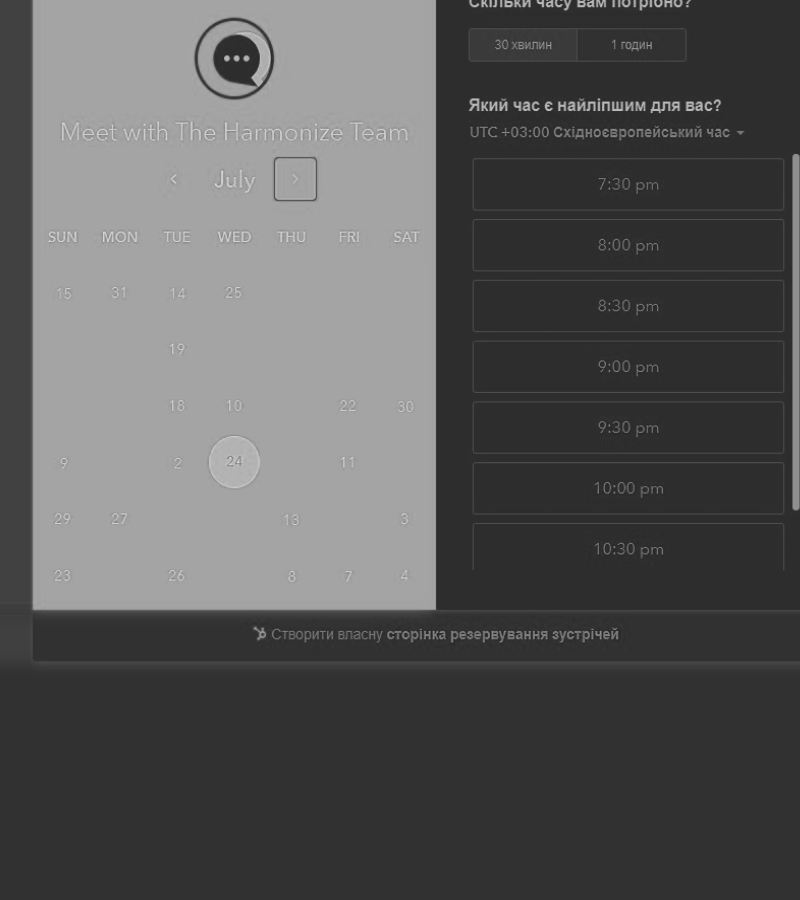 Скільки часу вам потрібно?
30 хвилин 1 годин
Meet with The Harmonize Team
July
SUN MON TUE WED THU FRI SAT
15 31 14 25
19
18 10 22 30
9 2 24 11
29 27 13 3
23 26 8 7 4
Який час є найліпшим для вас?
UTC +03:00 Східноєвропейський час
7:30 pm
8:00 pm
8:30 pm
9:00 pm
9:30 pm
10:00 pm
10:30 pm
Створити власну сторінка резервування зустрічей